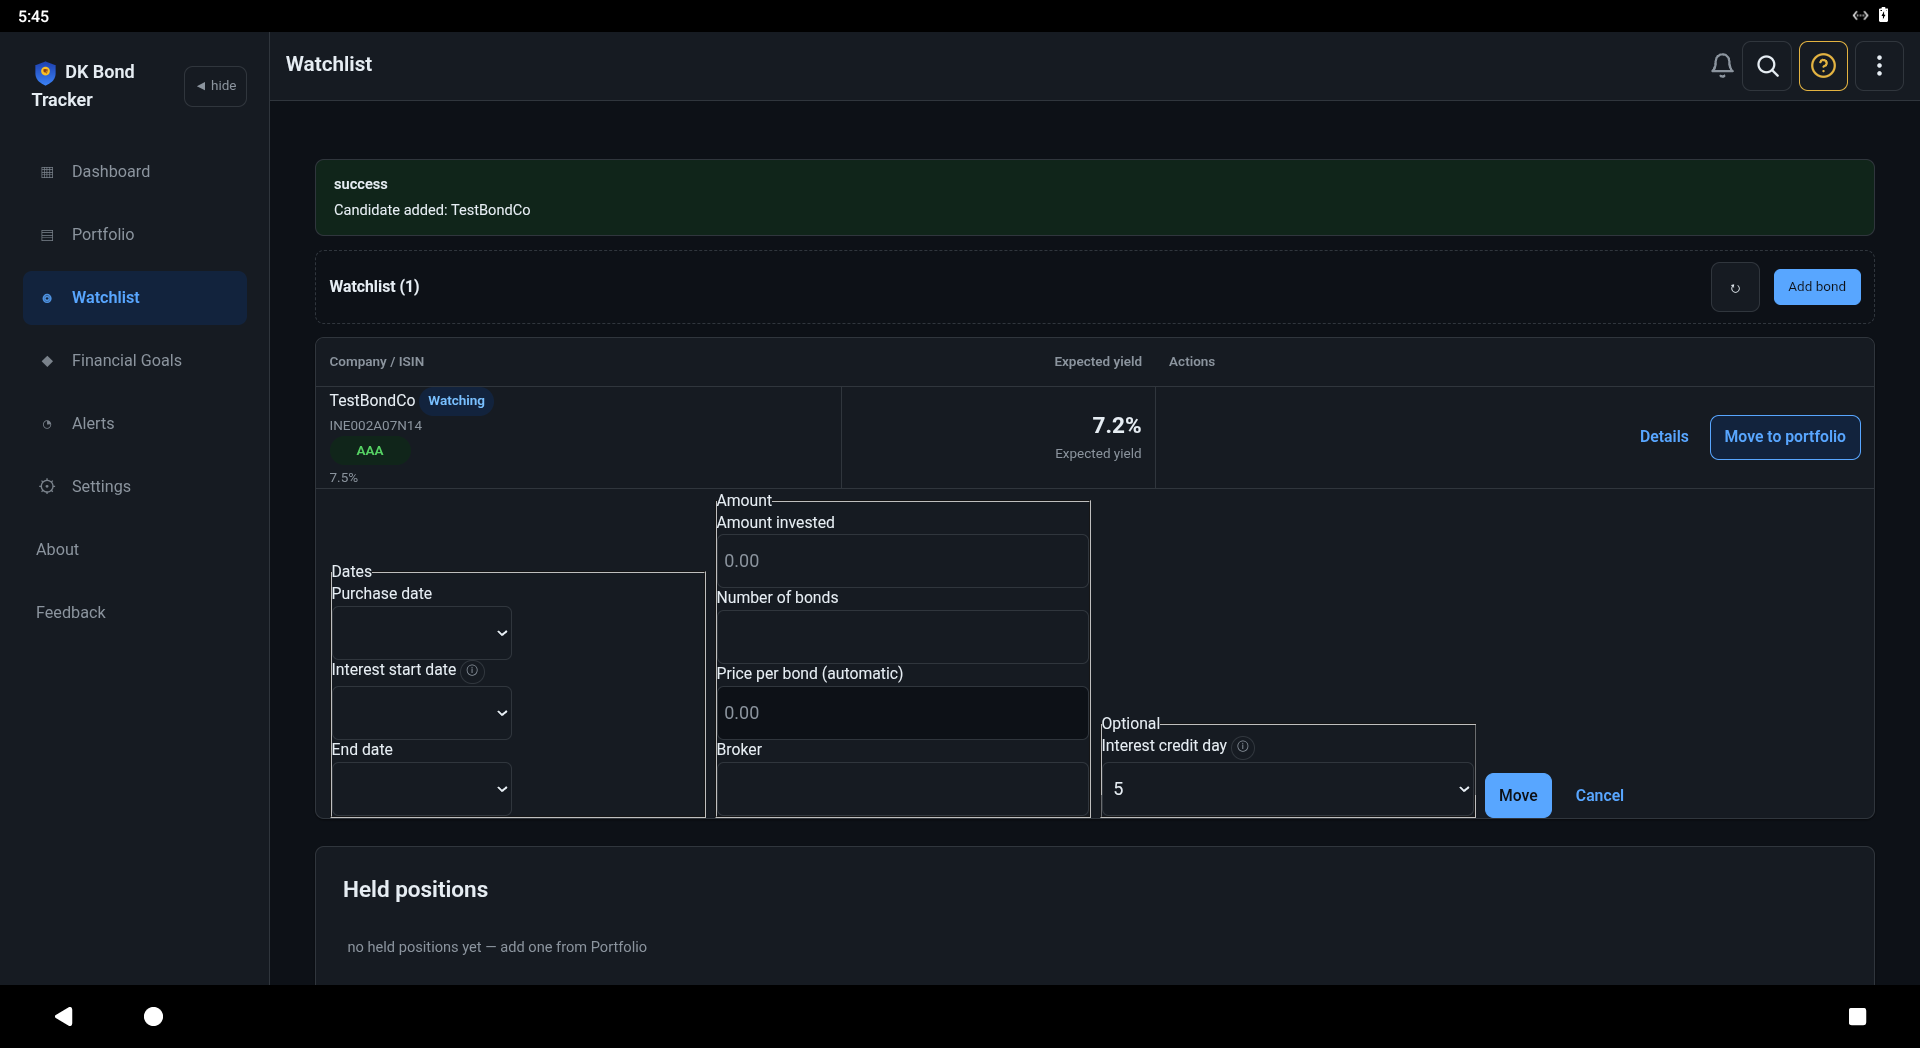 5:45
DK Bond
Tracker
◄ hide
Watchlist
Dashboard
Portfolio
Watchlist
Financial Goals
Alerts
Settings
About
Feedback
success
Candidate added: TestBondCo
Watchlist (1)
Add bond
Company / ISIN
Expected yield
Actions
TestBondCo Watching
INE002A07N14
AAA
7.5%
7.2%
Expected yield
Details
Move to portfolio
Dates
Purchase date
Interest start date ⓘ
End date
Amount
Amount invested
0.00
Number of bonds
Price per bond (automatic)
0.00
Broker
Optional
Interest credit day ⓘ
5
Move
Cancel
Held positions
no held positions yet — add one from Portfolio